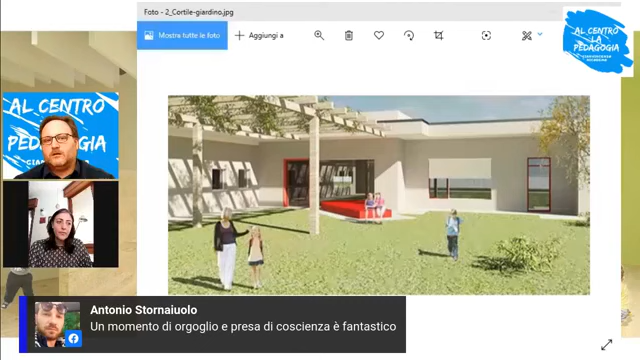 Foto - 2_Cortile-giardino.jpg
Mostra tutte le foto
Aggiungi a
AL CENTRO
LA
PEDAGOGIA
AL CENTRO
PEDAGOGIA
Antonio Stornaiuolo
Un momento di orgoglio e presa di coscienza è fantastico